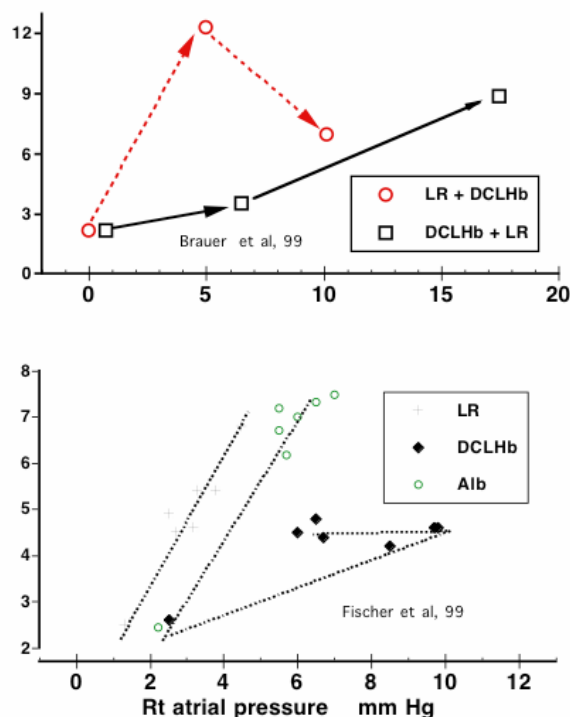 12
9
6
3
0
LR + DCLHb
DCLHb + LR
Brauer et al, 99
0 5 10 15 20
8
7
6
5
4
3
2
LR
DCLHb
Alb
Fischer et al, 99
0 2 4 6 8 10 12
Rt atrial pressure mm Hg